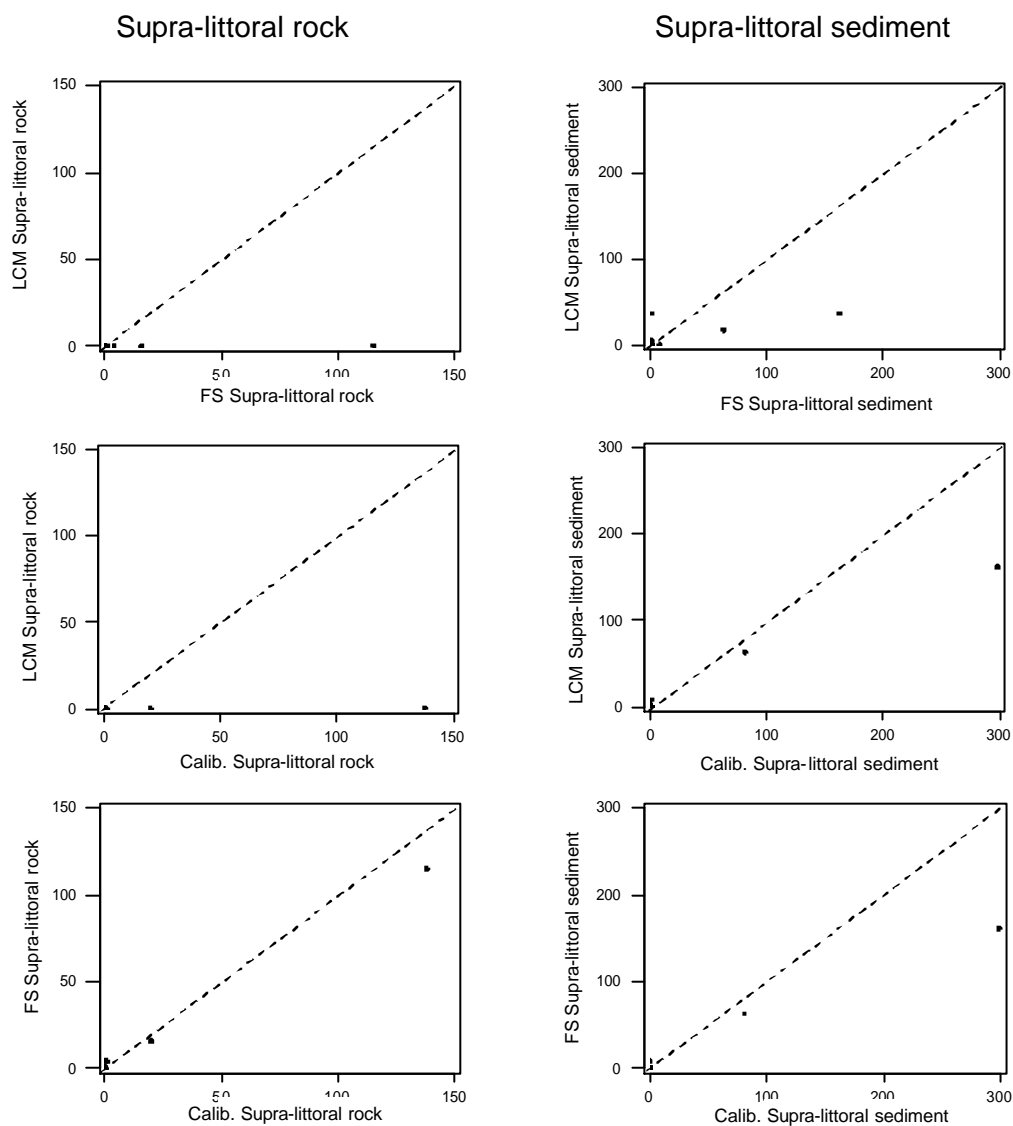 Supra-littoral rock
Supra-littoral sediment
150
100
50
0
LCM Supra-littoral rock
0
150
FS Supra-littoral rock
300
200
100
0
LCM Supra-littoral sediment
0 100 200 300
FS Supra-littoral sediment
150
100
50
0
LCM Supra-littoral rock
0 50 100 150
Calib. Supra-littoral rock
300
200
100
0
LCM Supra-littoral sediment
0 100 200 300
Calib. Supra-littoral sediment
150
100
50
0
FS Supra-littoral rock
0
150
Calib. Supra-littoral rock
300
200
100
0
FS Supra-littoral sediment
0 100 200 300
Calib. Supra-littoral sediment